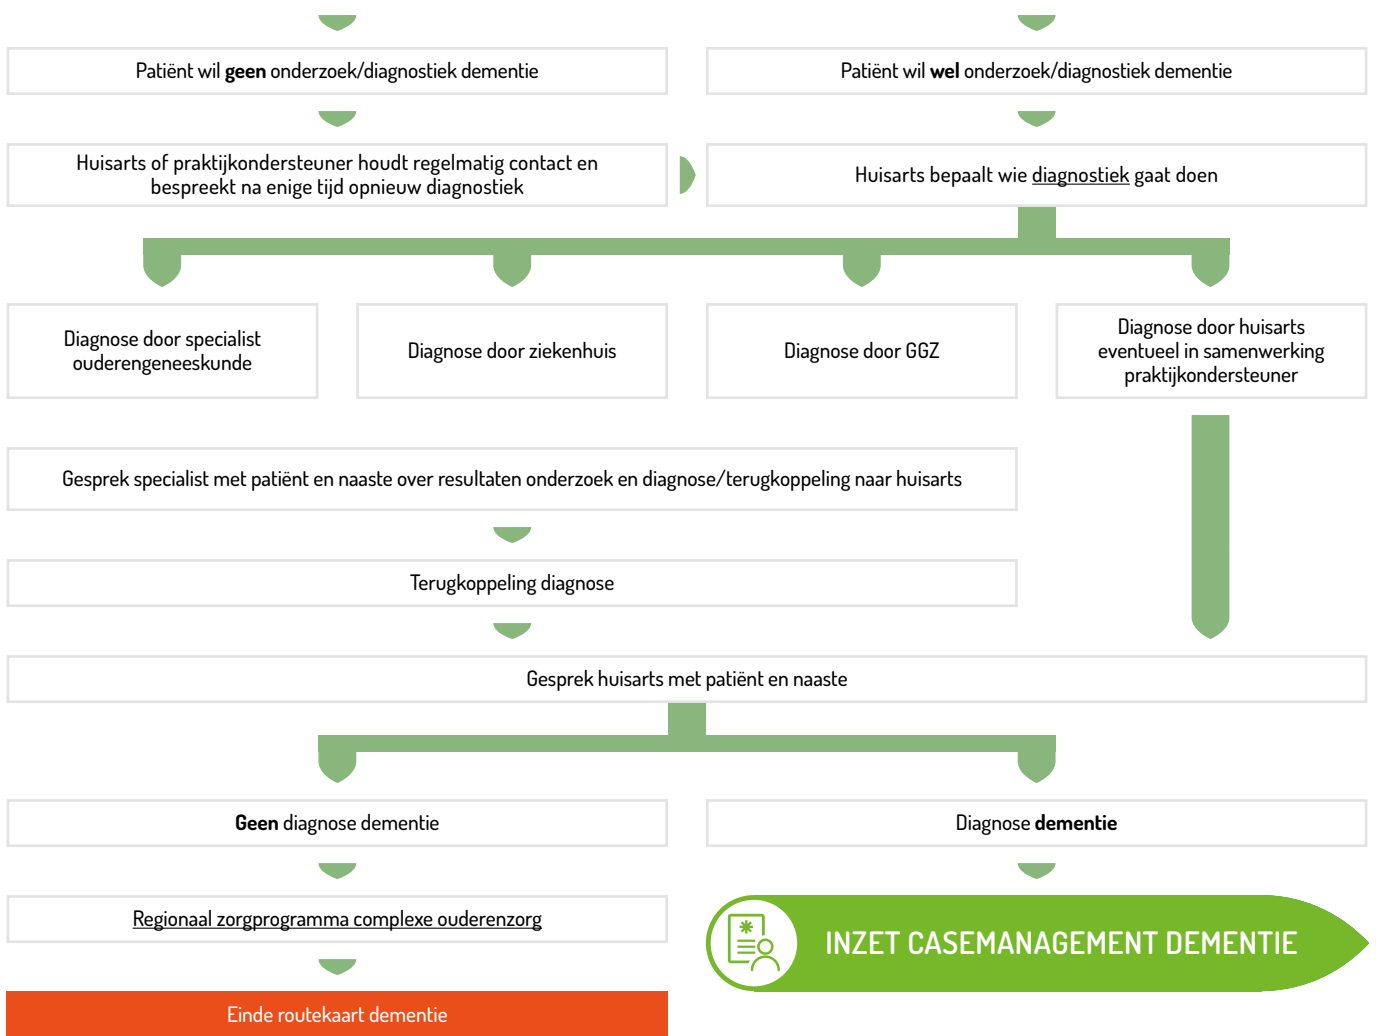 Patiënt wil geen onderzoek/diagnostiek dementie
Patiënt wil wel onderzoek/diagnostiek dementie
Huisarts of praktijkondersteuner houdt regelmatig contact en
bespreekt na enige tijd opnieuw diagnostiek
Huisarts bepaalt wie diagnostiek gaat doen
Diagnose door specialist
ouderengeneeskunde
Diagnose door ziekenhuis
Diagnose door GGZ
Diagnose door huisarts
eventueel in samenwerking
praktijkondersteuner
Gesprek specialist met patiënt en naaste over resultaten onderzoek en diagnose/terugkoppeling naar huisarts
Terugkoppeling diagnose
Gesprek huisarts met patiënt en naaste
Geen diagnose dementie
Diagnose dementie
Regionaal zorgprogramma complexe ouderenzorg
INZET CASEMANAGEMENT DEMENTIE
Einde routekaart dementie